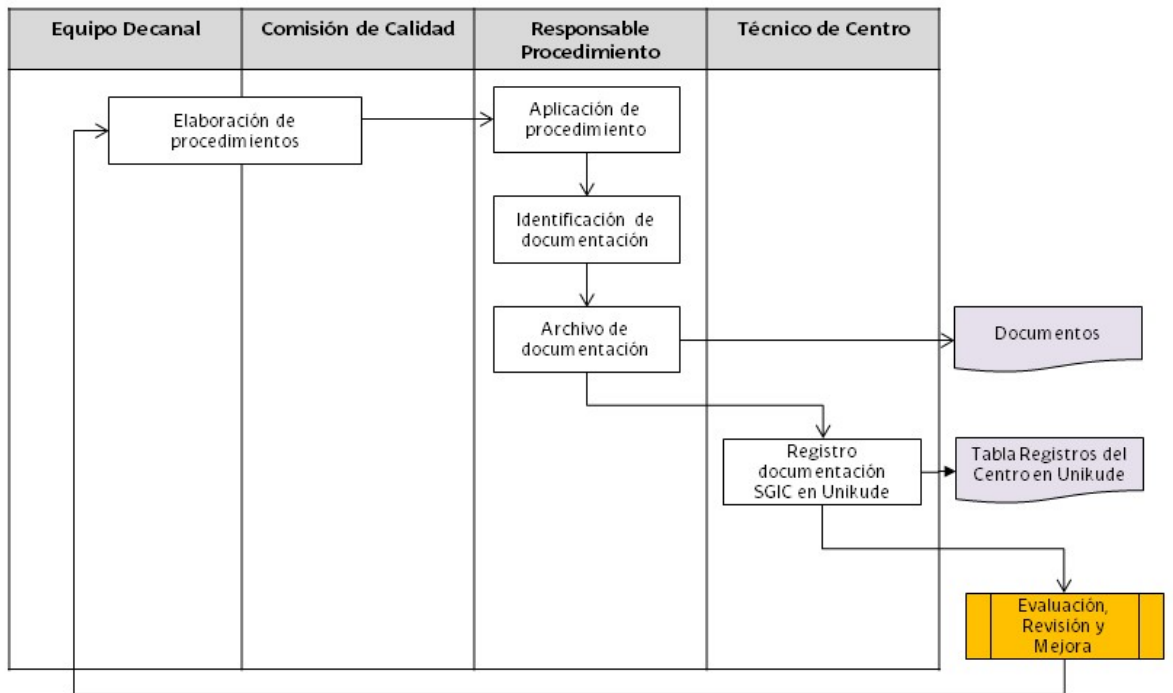 Equipo Decanal
Comisión de Calidad
Responsable
Procedimiento
Técnico de Centro
Elaboración de
procedimientos
Aplicación de
procedimiento
Identificación de
documentación
Archivo de
documentación
Documentos
Registro
documentación
SGIC en Unikude
Tabla Registros del
Centro en Unikude
Evaluación,
Revisión y
Mejora